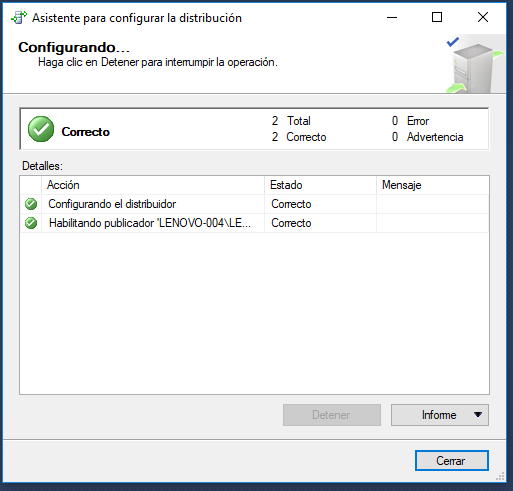 Asistente para configurar la distribución
Configurando...
Haga clic en Detener para interrumpir la operación.
Correcto
2 Total 0 Error
2 Correcto 0 Advertencia
Detalles:
Acción Estado Mensaje
Configurando el distribuidor Correcto
Habilitando publicador 'LENOVO-004\LE... Correcto
Detener Informe
Cerrar